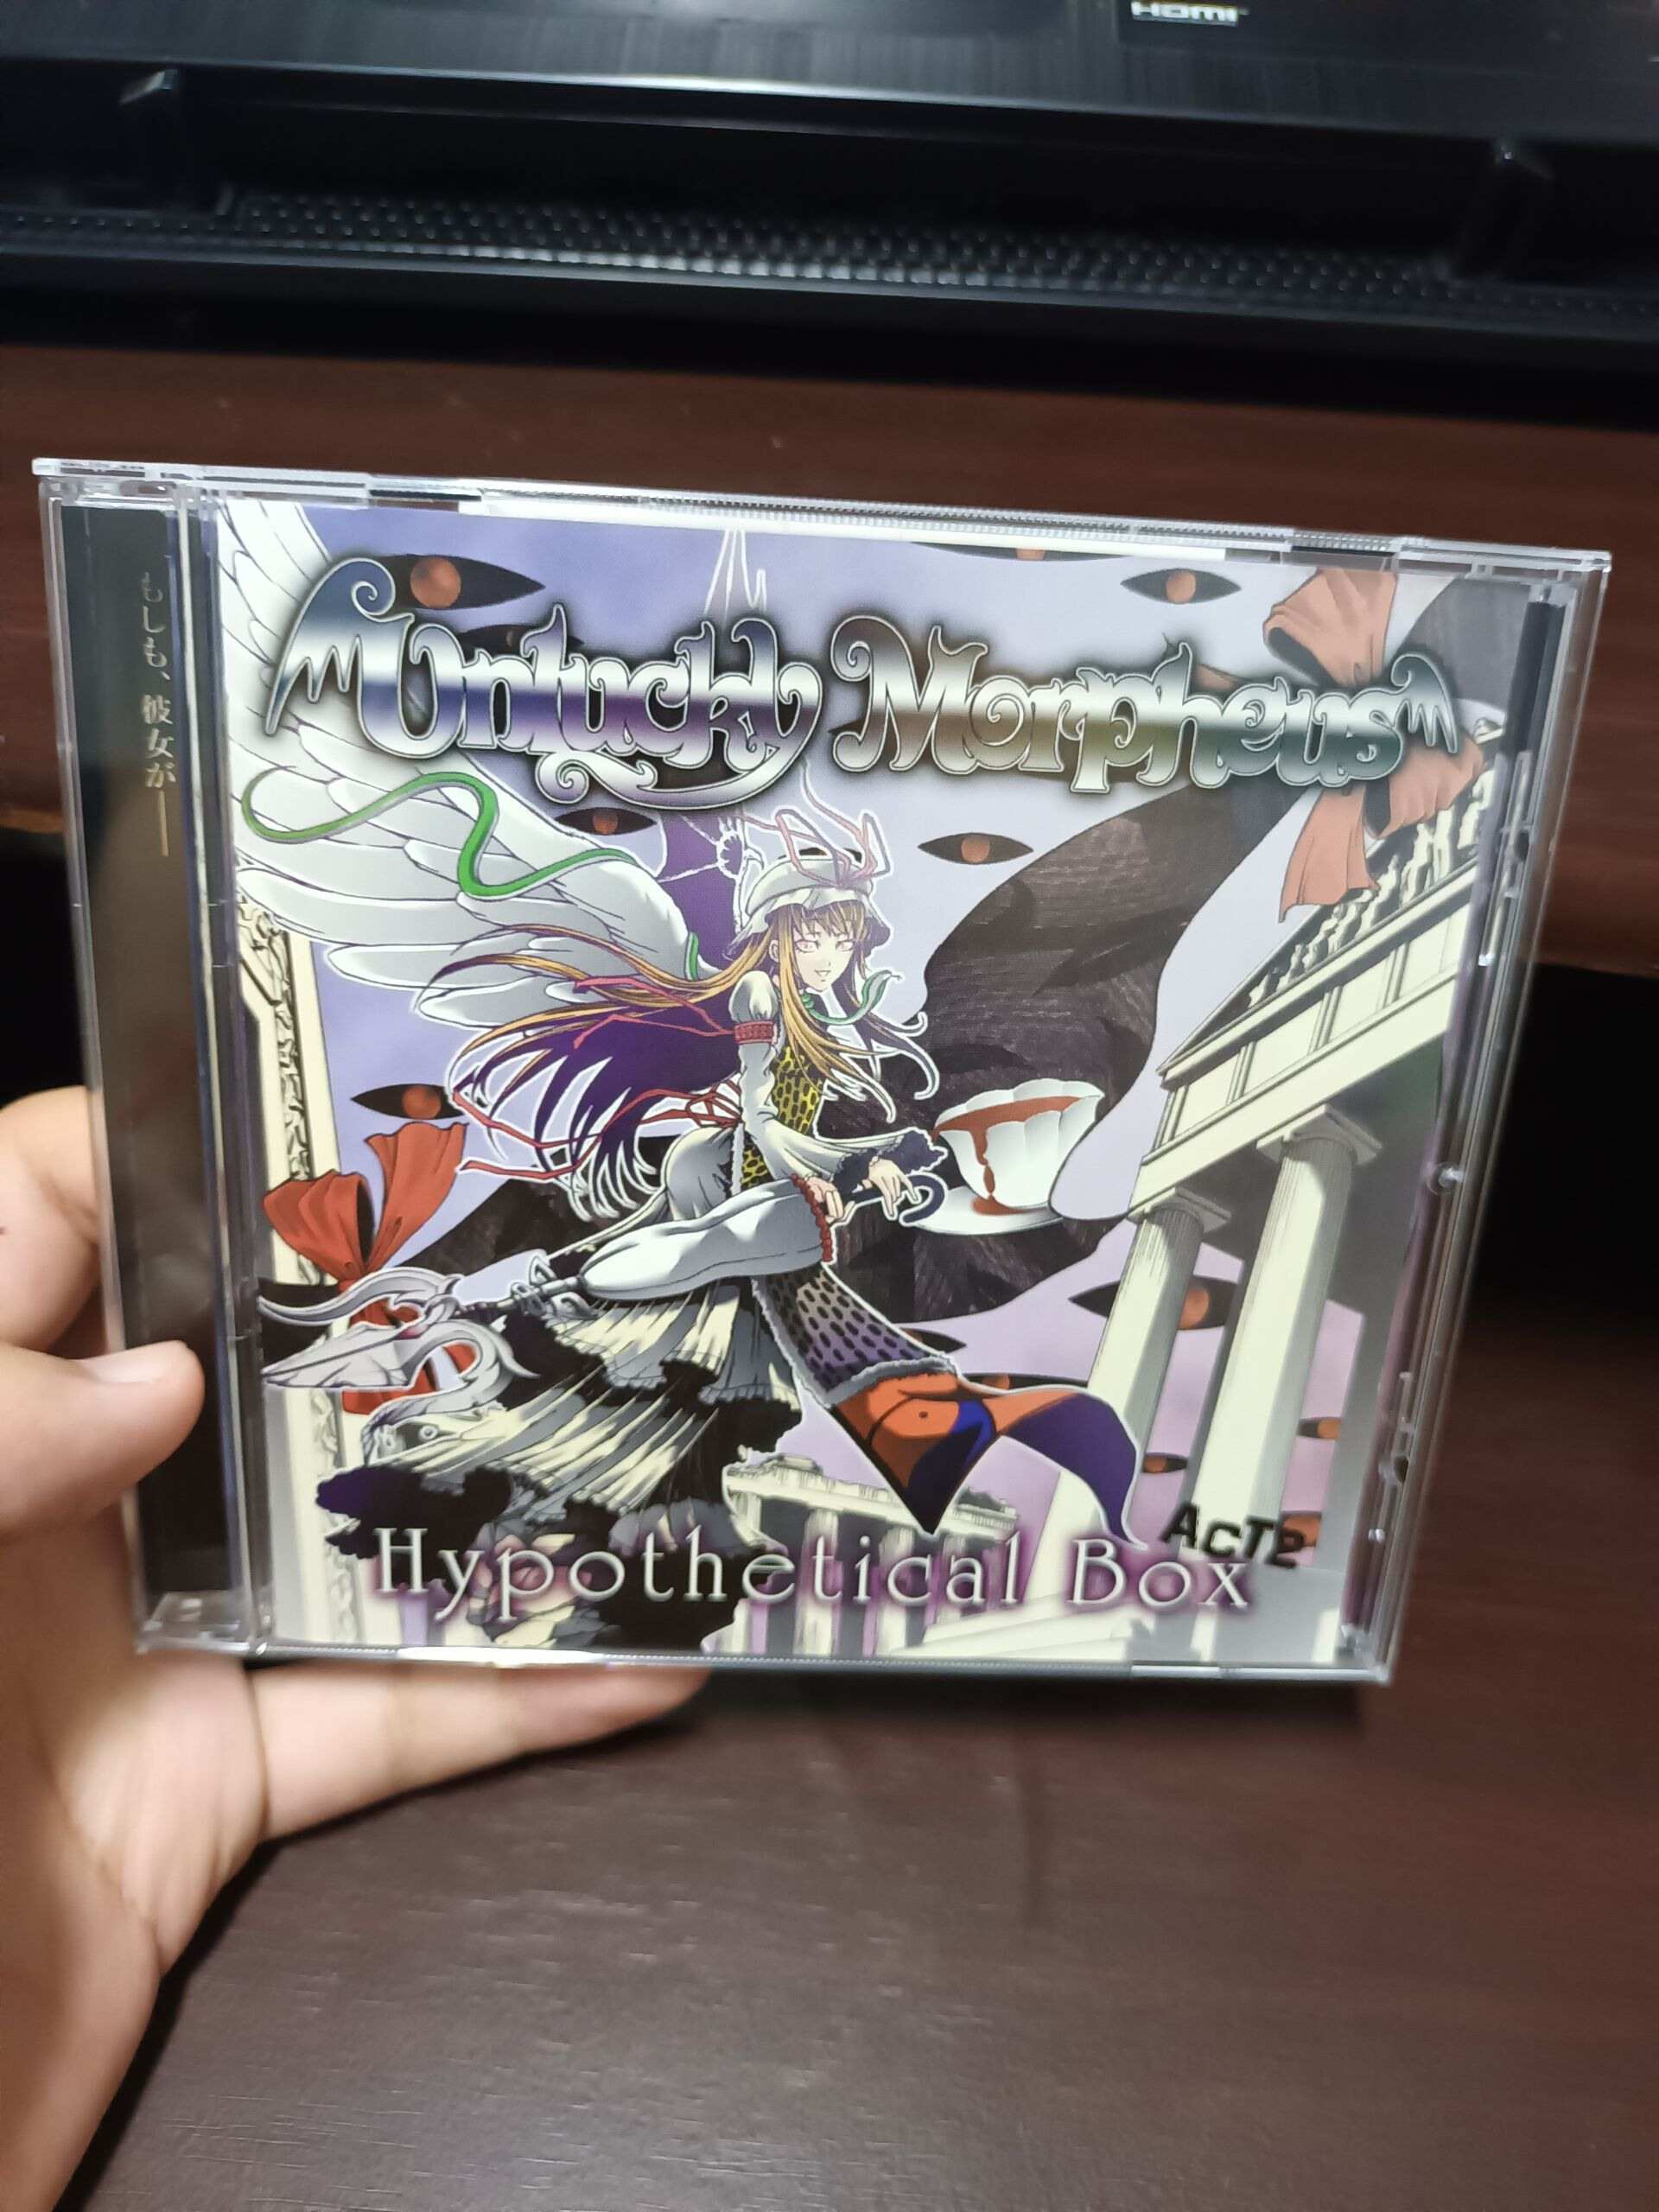 HDMI
もしも、彼女が——
Unlucky Morpheus
ACT2
Hypothetical Box